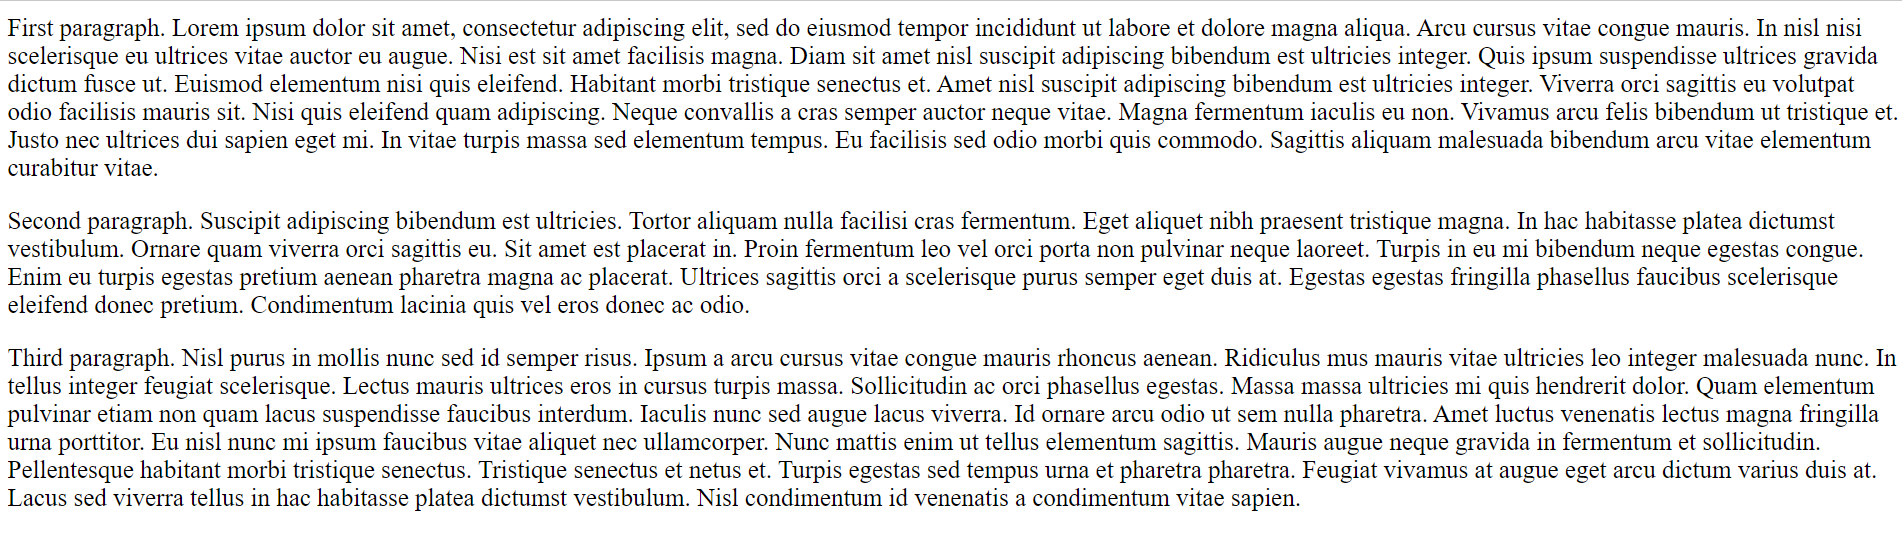 First paragraph. Lorem ipsum dolor sit amet, consectetur adipiscing elit, sed do eiusmod tempor incididunt ut labore et dolore magna aliqua. Arcu cursus vitae congue mauris. In nisl nisi
scelerisque eu ultrices vitae auctor eu augue. Nisi est sit amet facilisis magna. Diam sit amet nisl suscipit adipiscing bibendum est ultricies integer. Quis ipsum suspendisse ultrices gravida
dictum fusce ut. Euismod elementum nisi quis eleifend. Habitant morbi tristique senectus et. Amet nisl suscipit adipiscing bibendum est ultricies integer. Viverra orci sagittis eu volutpat
odio facilisis mauris sit. Nisi quis eleifend quam adipiscing. Neque convallis a cras semper auctor neque vitae. Magna fermentum iaculis eu non. Vivamus arcu felis bibendum ut tristique et.
Justo nec ultrices dui sapien eget mi. In vitae turpis massa sed elementum tempus. Eu facilisis sed odio morbi quis commodo. Sagittis aliquam malesuada bibendum arcu vitae elementum
curabitur vitae.
Second paragraph. Suscipit adipiscing bibendum est ultricies. Tortor aliquam nulla facilisi cras fermentum. Eget aliquet nibh praesent tristique magna. In hac habitasse platea dictumst
vestibulum. Ornare quam viverra orci sagittis eu. Sit amet est placerat in. Proin fermentum leo vel orci porta non pulvinar neque laoreet. Turpis in eu mi bibendum neque egestas congue.
Enim eu turpis egestas pretium aenean pharetra magna ac placerat. Ultrices sagittis orci a scelerisque purus semper eget duis at. Egestas egestas fringilla phasellus faucibus scelerisque
eleifend donec pretium. Condimentum lacinia quis vel eros donec ac odio.
Third paragraph. Nisl purus in mollis nunc sed id semper risus. Ipsum a arcu cursus vitae congue mauris rhoncus aenean. Ridiculus mus mauris vitae ultricies leo integer malesuada nunc. In
tellus integer feugiat scelerisque. Lectus mauris ultrices eros in cursus turpis massa. Sollicitudin ac orci phasellus egestas. Massa massa ultricies mi quis hendrerit dolor. Quam elementum
pulvinar etiam non quam lacus suspendisse faucibus interdum. Iaculis nunc sed augue lacus viverra. Id ornare arcu odio ut sem nulla pharetra. Amet luctus venenatis lectus magna fringilla
urna porttitor. Eu nisl nunc mi ipsum faucibus vitae aliquet nec ullamcorper. Nunc mattis enim ut tellus elementum sagittis. Mauris augue neque gravida in fermentum et sollicitudin.
Pellentesque habitant morbi tristique senectus. Tristique senectus et netus et. Turpis egestas sed tempus urna et pharetra pharetra. Feugiat vivamus at augue eget arcu dictum varius duis at.
Lacus sed viverra tellus in hac habitasse platea dictumst vestibulum. Nisl condimentum id venenatis a condimentum vitae sapien.